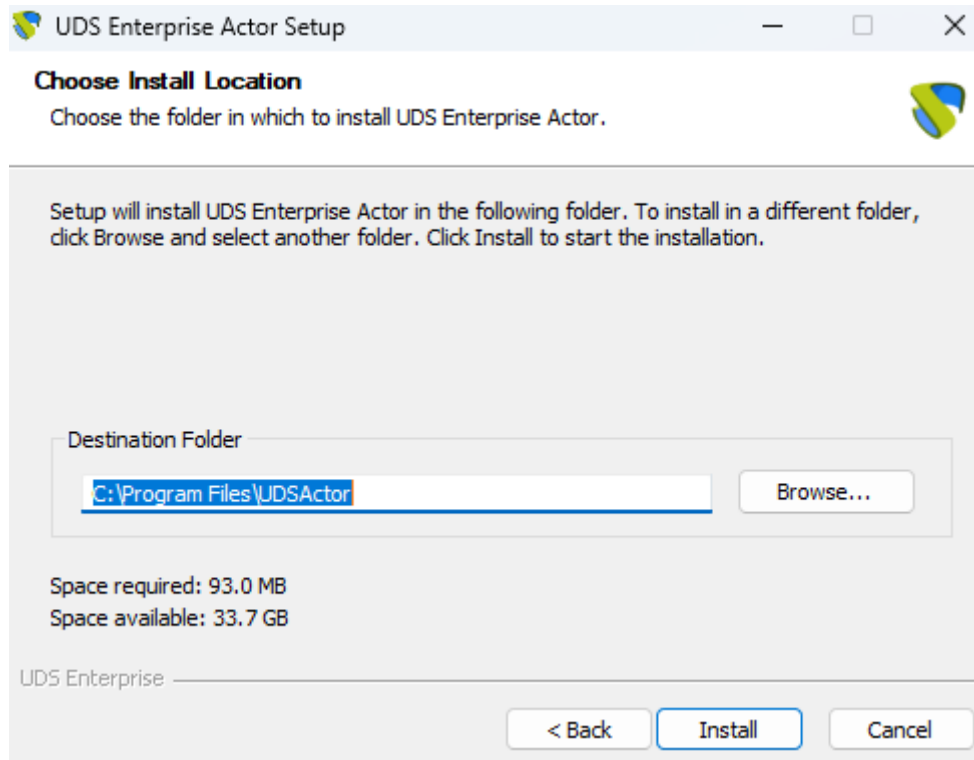 UDS Enterprise Actor Setup
Choose Install Location
Choose the folder in which to install UDS Enterprise Actor.
Setup will install UDS Enterprise Actor in the following folder. To install in a different folder,
click Browse and select another folder. Click Install to start the installation.
Destination Folder
C:\Program Files\UDSActor
Browse...
Space required: 93.0 MB
Space available: 33.7 GB
UDS Enterprise
< Back
Install
Cancel